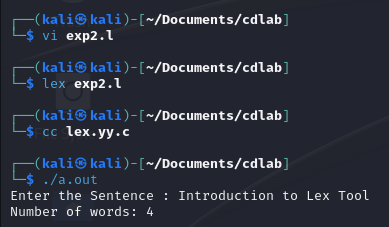 ┌──(kali㉿kali)-[~/Documents/cdlab]
└─$ vi exp2.l
┌──(kali㉿kali)-[~/Documents/cdlab]
└─$ lex exp2.l
┌──(kali㉿kali)-[~/Documents/cdlab]
└─$ cc lex.yy.c
┌──(kali㉿kali)-[~/Documents/cdlab]
└─$ ./a.out
Enter the Sentence : Introduction to Lex Tool
Number of words: 4